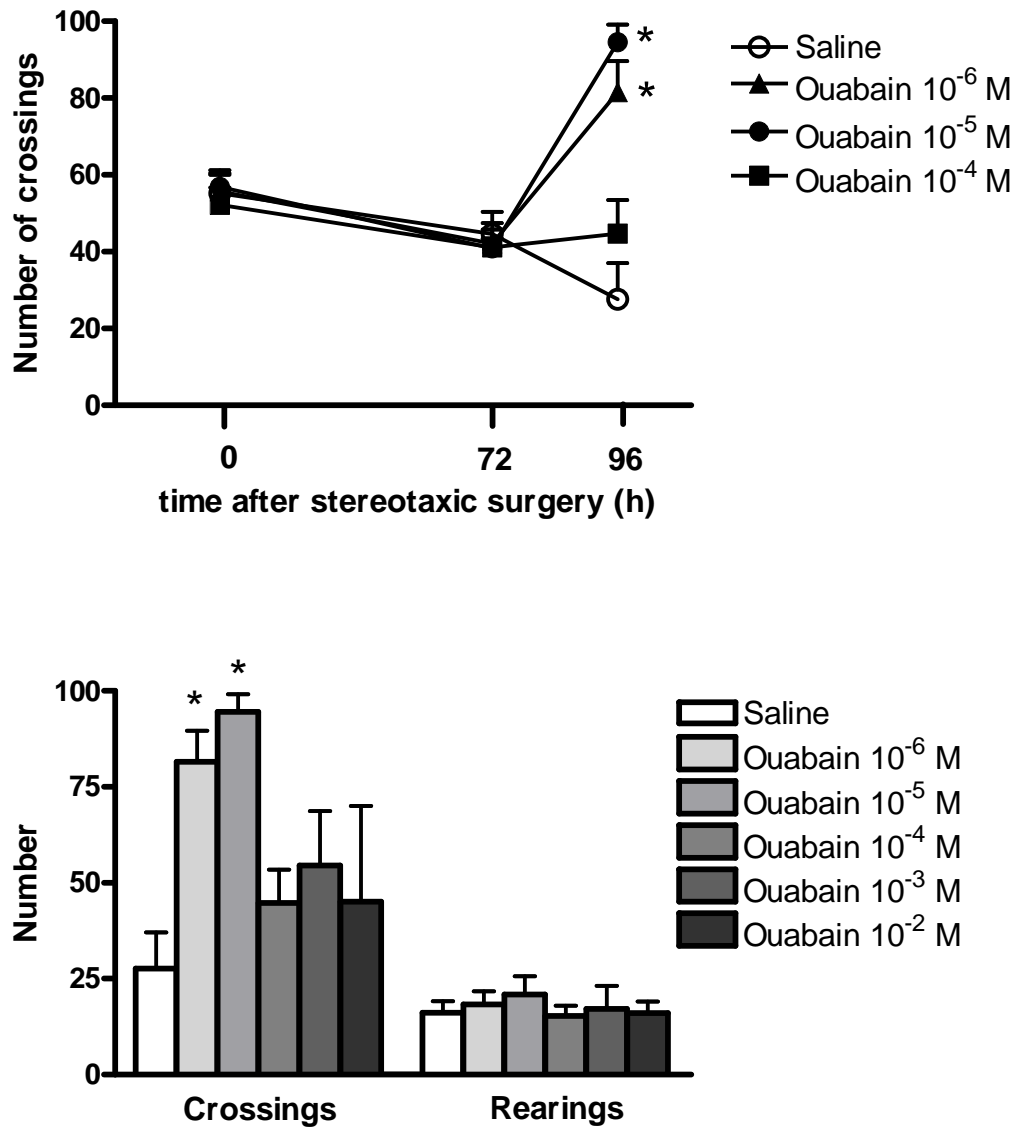 100
80
60
40
20
0
Number of crossings
*
*
0 72 96
time after stereotaxic surgery (h)
Saline
Ouabain 10⁻⁶ M
Ouabain 10⁻⁵ M
Ouabain 10⁻⁴ M
100
75
50
25
0
Number
*
*
Crossings Rearings
Saline
Ouabain 10⁻⁶ M
Ouabain 10⁻⁵ M
Ouabain 10⁻⁴ M
Ouabain 10⁻³ M
Ouabain 10⁻² M